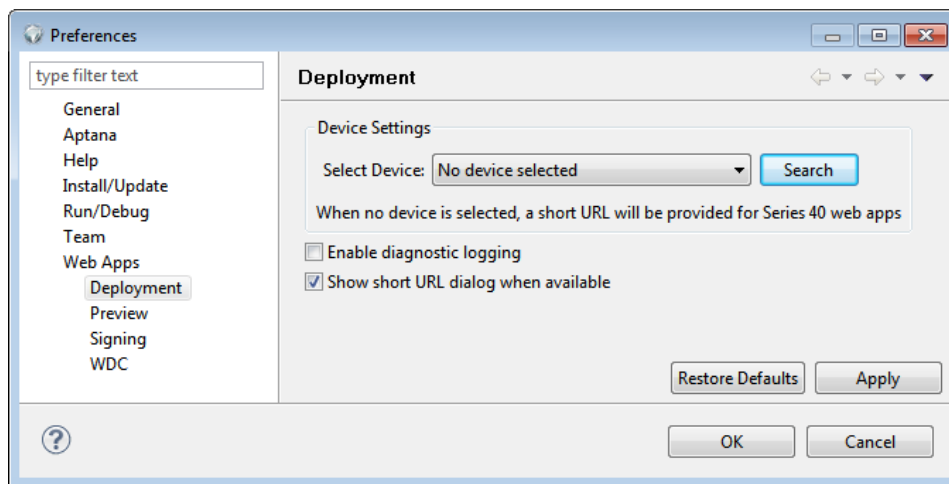 Preferences
type filter text
General
Aptana
Help
Install/Update
Run/Debug
Team
Web Apps
Deployment
Preview
Signing
WDC
Deployment
Device Settings
Select Device: No device selected Search
When no device is selected, a short URL will be provided for Series 40 web apps
Enable diagnostic logging
Show short URL dialog when available
Restore Defaults Apply
? OK Cancel